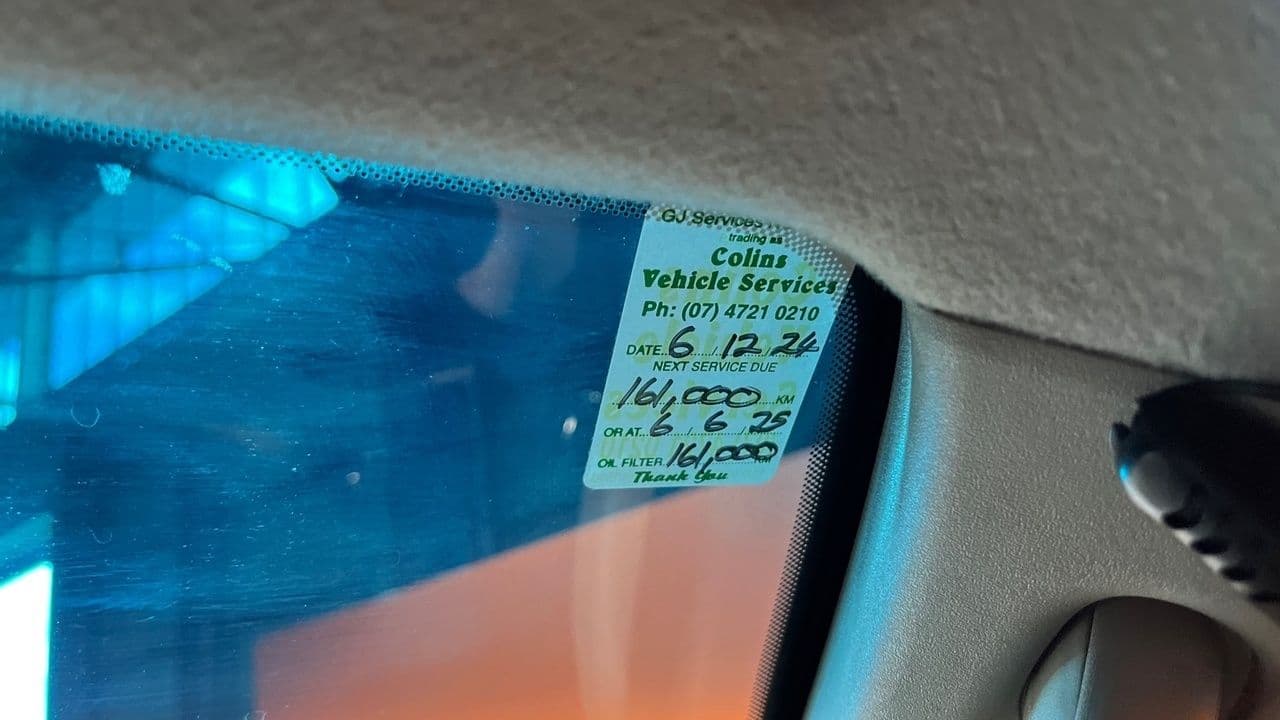 GJ Services
trading as
Colins
Vehicle Services
Ph: (07) 4721 0210
DATE..6....../.12../.24
NEXT SERVICE DUE
161,000....KM
OR AT...6..../..6..../.25
OIL FILTER 161,000
Thank You